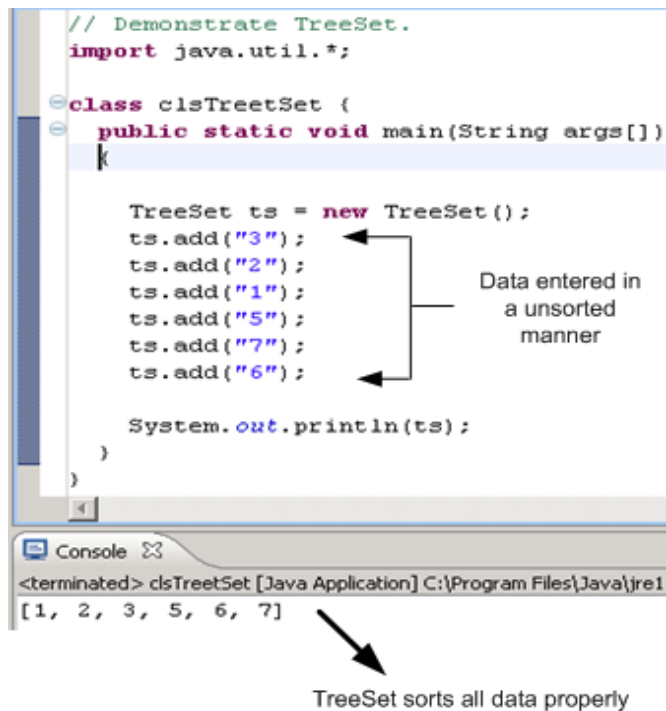 // Demonstrate TreeSet.
import java.util.*;
class clsTreetSet {
public static void main(String args[])
{
TreeSet ts = new TreeSet();
ts.add("3");
ts.add("2");
ts.add("1");
ts.add("5");
ts.add("7");
ts.add("6");
Data entered in
a unsorted
manner
System.out.println(ts);
}
}
Console
<terminated> clsTreetSet [Java Application] C:\Program Files\Java\jre1
[1, 2, 3, 5, 6, 7]
TreeSet sorts all data properly